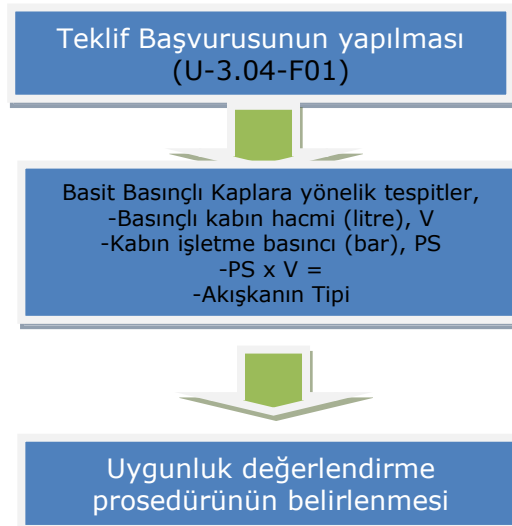 Teklif Başvurusunun yapılması
(U-3.04-F01)
Basit Basınçlı Kaplara yönelik tespitler,
-Basınçlı kabın hacmi (litre), V
-Kabın işletme basıncı (bar), PS
-PS x V =
-Akışkanın Tipi
Uygunluk değerlendirme
prosedürünün belirlenmesi